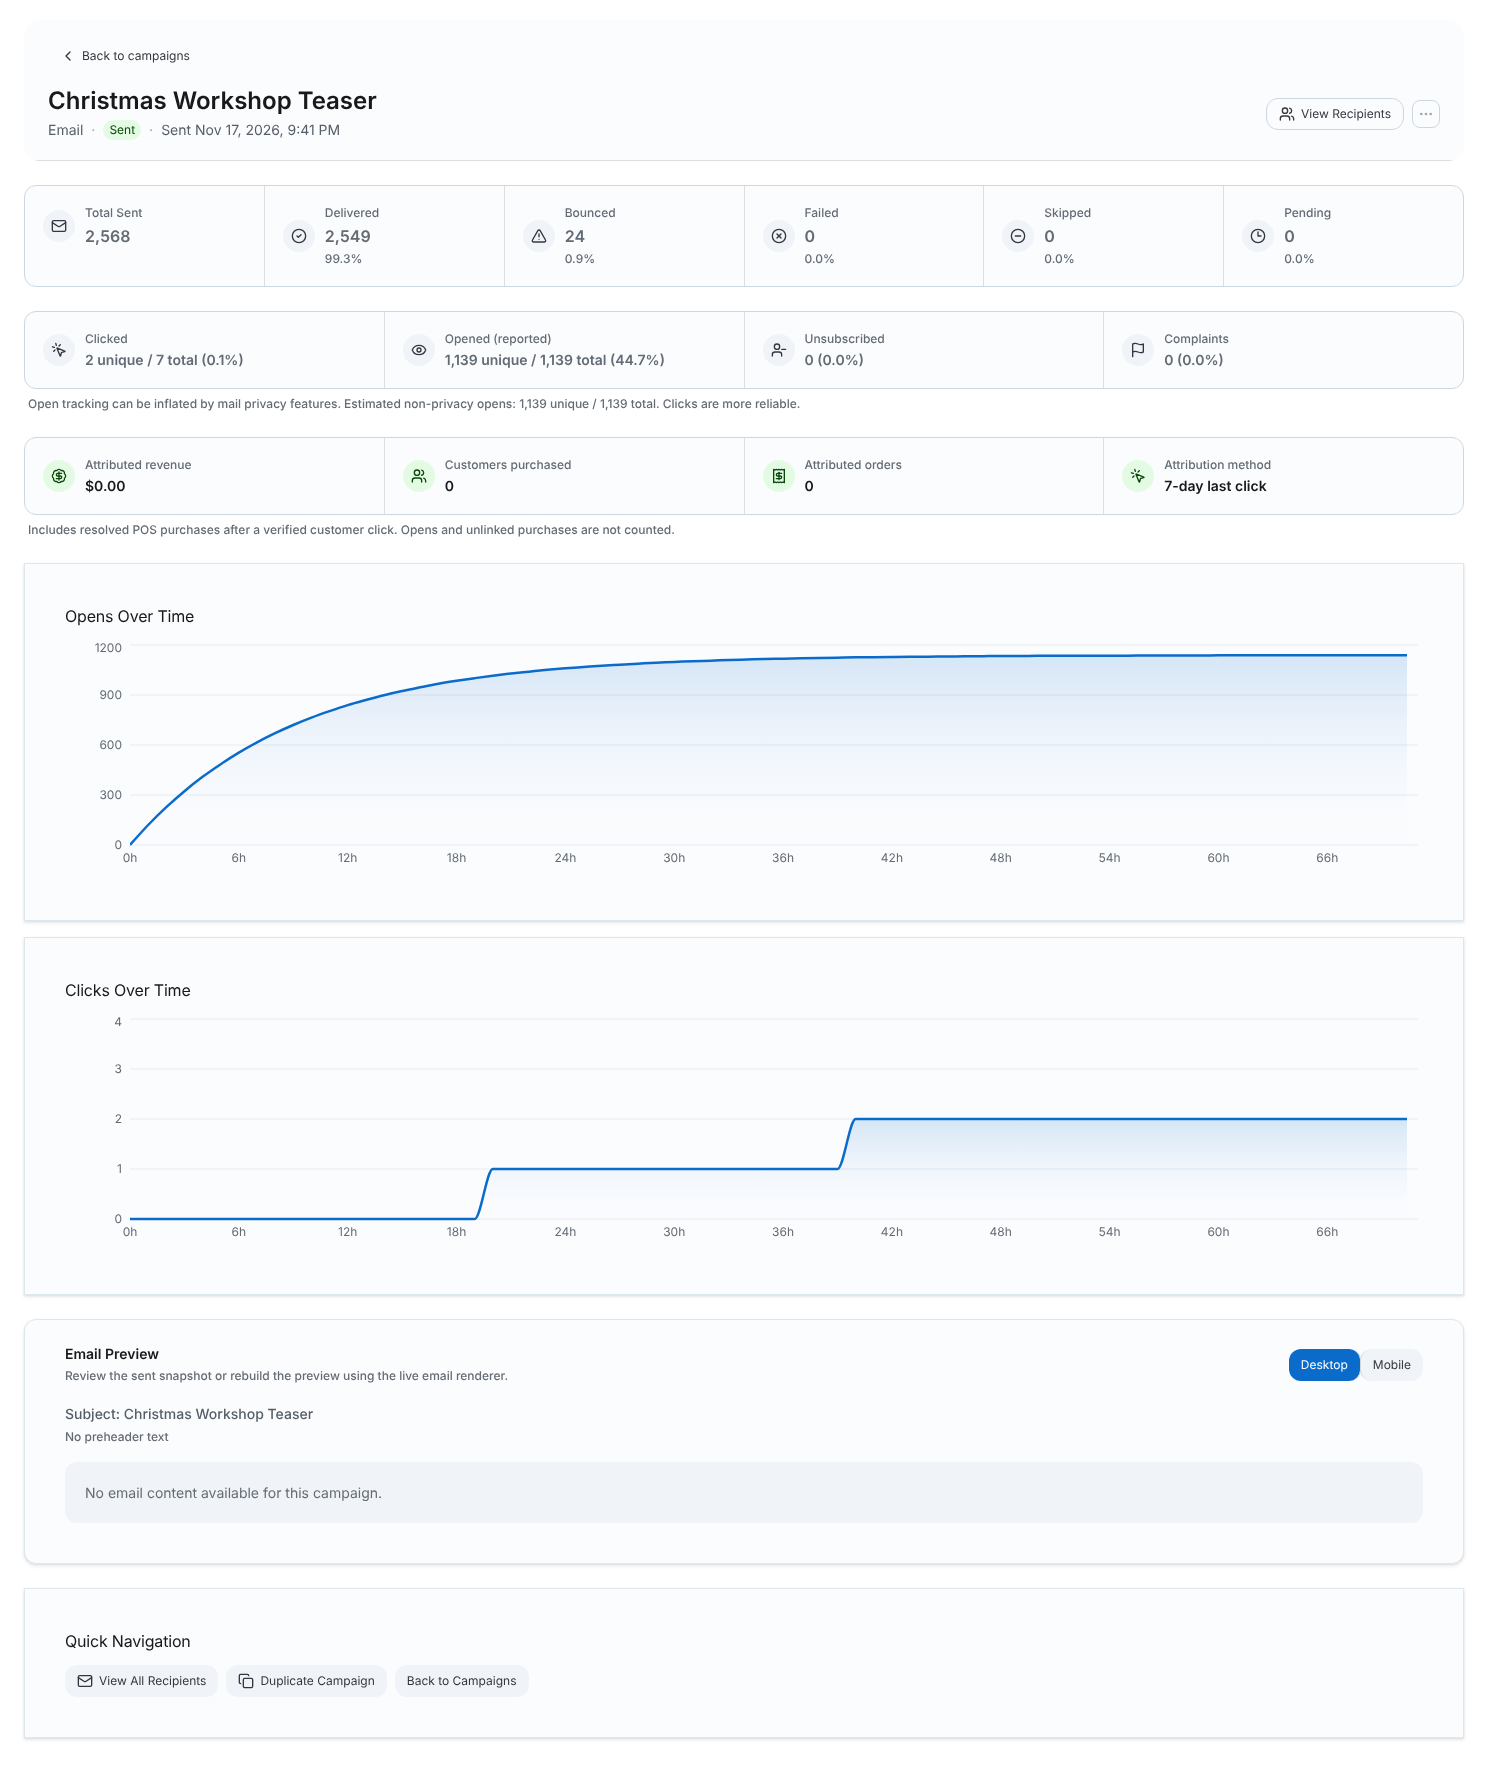 Back to campaigns
Christmas Workshop Teaser
Email · Sent · Sent Nov 17, 2026, 9:41 PM
View Recipients
Total Sent
2,568
Delivered
2,549
99.3%
Bounced
24
0.9%
Failed
0
0.0%
Skipped
0
0.0%
Pending
0
0.0%
Clicked
2 unique / 7 total (0.1%)
Opened (reported)
1,139 unique / 1,139 total (44.7%)
Unsubscribed
0 (0.0%)
Complaints
0 (0.0%)
Open tracking can be inflated by mail privacy features. Estimated non-privacy opens: 1,139 unique / 1,139 total. Clicks are more reliable.
Attributed revenue
$0.00
Customers purchased
0
Attributed orders
0
Attribution method
7-day last click
Includes resolved POS purchases after a verified customer click. Opens and unlinked purchases are not counted.
Opens Over Time
1200
900
600
300
0
0h 6h 12h 18h 24h 30h 36h 42h 48h 54h 60h 66h
Clicks Over Time
4
3
2
1
0
0h 6h 12h 18h 24h 30h 36h 42h 48h 54h 60h 66h
Email Preview
Review the sent snapshot or rebuild the preview using the live email renderer.
Desktop Mobile
Subject: Christmas Workshop Teaser
No preheader text
No email content available for this campaign.
Quick Navigation
View All Recipients Duplicate Campaign Back to Campaigns